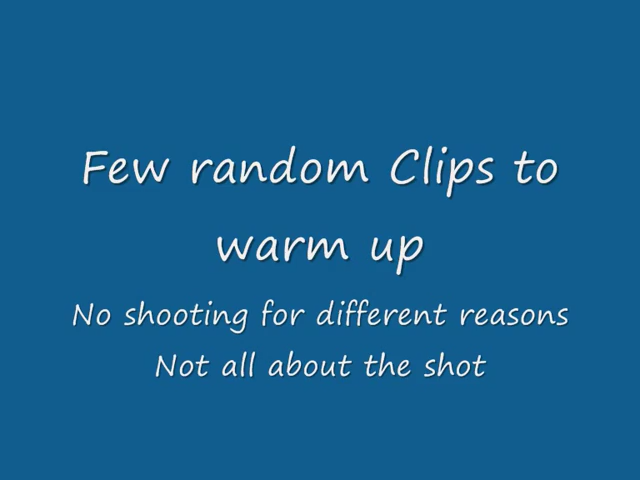 Few random Clips to
warm up
No shooting for different reasons
Not all about the shot